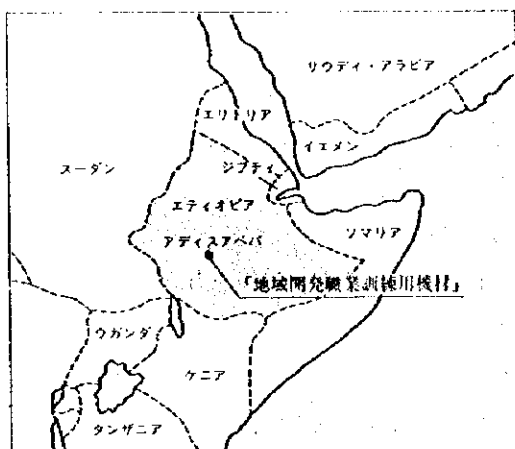 サウディ・アラビア
エリトリア
イエメン
スーダン
ジブティ
エティオピア
ソマリア
アディスアベバ
「地域開発職業訓練用機材」
ウガンダ
ケニア
タンザニア